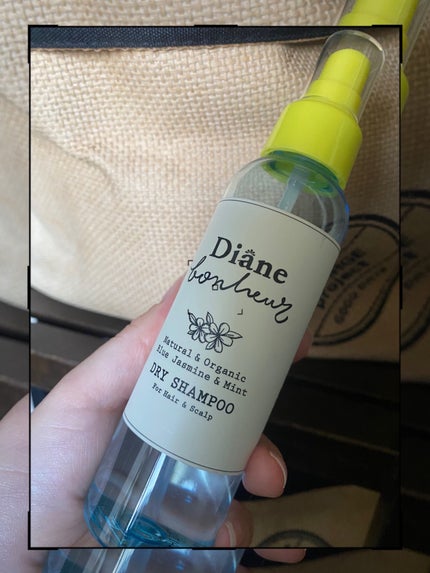 Diane
bonheur
Natural & Organic
Blue Jasmine & Mint
DRY SHAMPOO
For Hair & Scalp